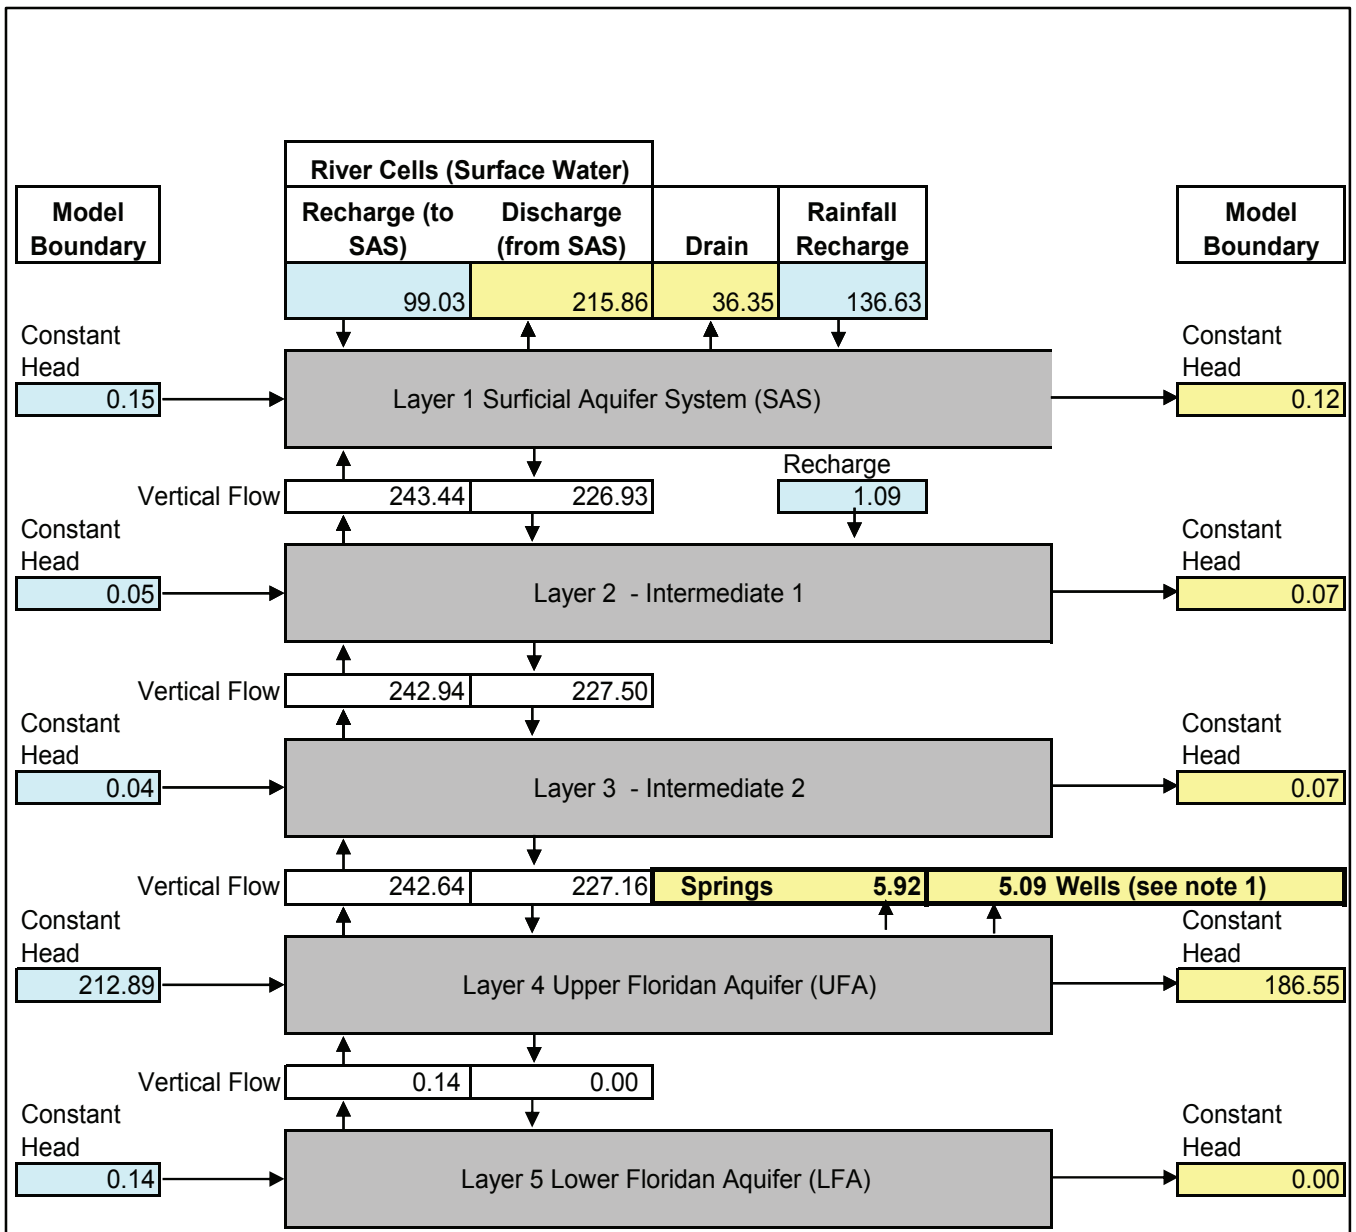 River Cells (Surface Water)
Model
Boundary
Recharge (to
SAS)
Discharge
(from SAS)
Drain
Rainfall
Recharge
Model
Boundary
99.03 215.86 36.35 136.63
Constant
Head
0.15
Layer 1 Surficial Aquifer System (SAS)
Constant
Head
0.12
Vertical Flow 243.44 226.93
Recharge
1.09
Constant
Head
0.05
Layer 2 - Intermediate 1
Constant
Head
0.07
Vertical Flow 242.94 227.50
Constant
Head
0.04
Layer 3 - Intermediate 2
Constant
Head
0.07
Vertical Flow 242.64 227.16 Springs 5.92 5.09 Wells (see note 1)
Constant
Head
212.89
Layer 4 Upper Floridan Aquifer (UFA)
Constant
Head
186.55
Vertical Flow 0.14 0.00
Constant
Head
0.14
Layer 5 Lower Floridan Aquifer (LFA)
Constant
Head
0.00